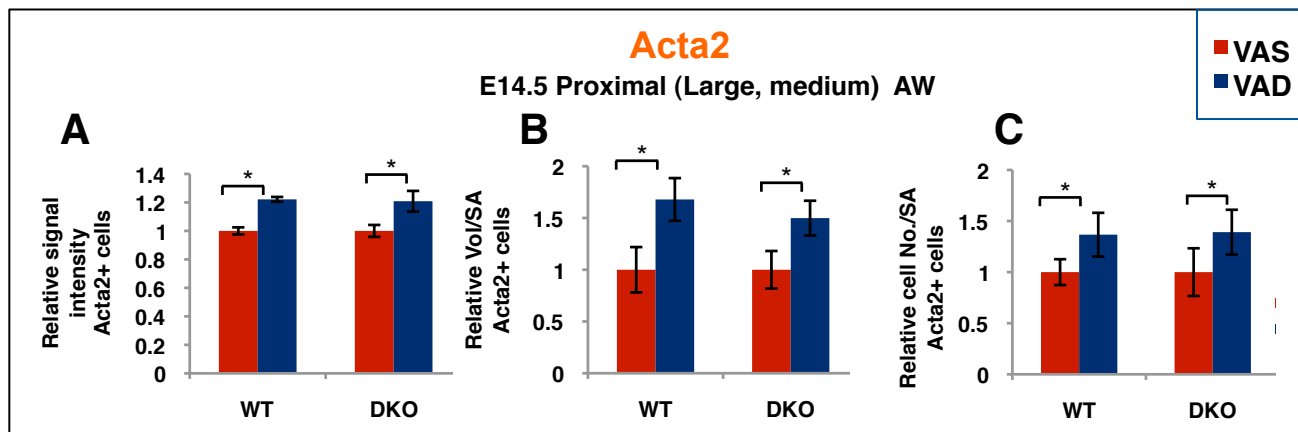 Acta2
E14.5 Proximal (Large, medium) AW
VAS
VAD
A
Relative signal
intensity
Acta2+ cells
1.4
1.2
1
0.8
0.6
0.4
0.2
0
*
*
WT
DKO
B
Relative Vol/SA
Acta2+ cells
2
1.5
1
0.5
0
*
*
WT
DKO
C
Relative cell No./SA
Acta2+ cells
2
1.5
1
0.5
0
*
*
WT
DKO